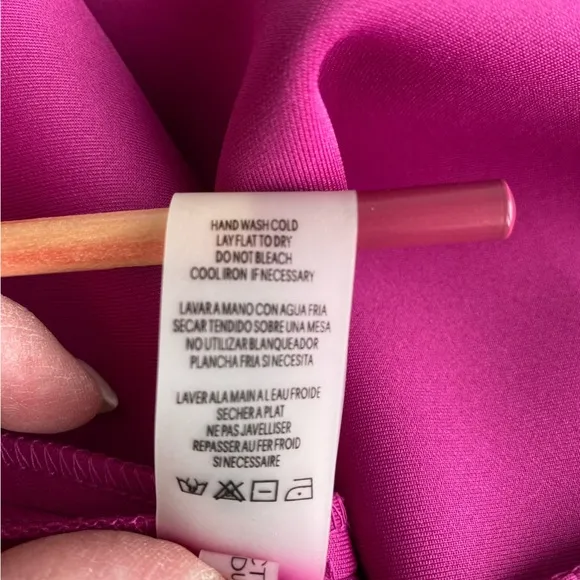 HAND WASH COLD
LAY FLAT TO DRY
DO NOT BLEACH
COOL IRON IF NECESSARY
LAVAR A MANO CON AGUA FRIA
SECAR TENDIDO SOBRE UNA MESA
NO UTILIZAR BLANQUEADOR
PLANCHA FRIA SI NECESITA
LAVER A LA MAIN A L EAU FROIDE
SECHER A PLAT
NE PAS JAVELLISER
REPASSER AU FER FROID
SI NECESSAIRE